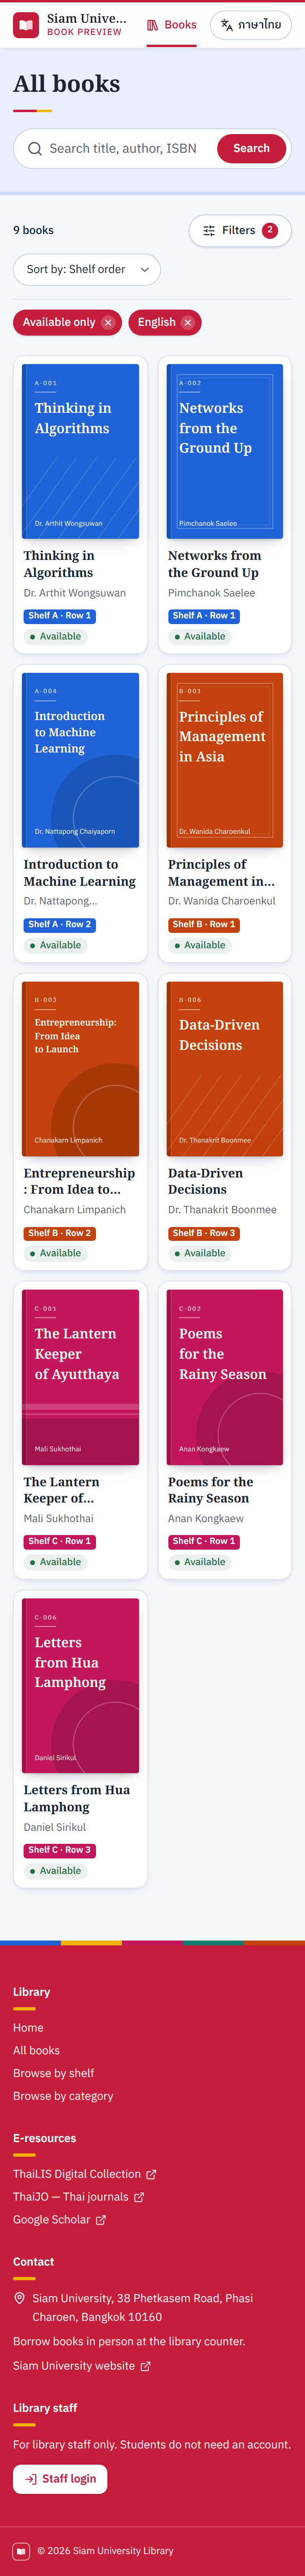 Siam Unive...
BOOK PREVIEW
Books
ภาษาไทย
All books
Search title, author, ISBN
Search
9 books
Filters 2
Sort by: Shelf order
Available only
English
A-001
Thinking in
Algorithms
Dr. Arthit Wongsuwan
Thinking in
Algorithms
Dr. Arthit Wongsuwan
Shelf A · Row 1
Available
A-002
Networks
from the
Ground Up
Pimchanok Saelee
Networks from
the Ground Up
Pimchanok Saelee
Shelf A · Row 1
Available
A-004
Introduction
to Machine
Learning
Dr. Nattapong Chaiyaporn
Introduction to
Machine Learning
Dr. Nattapong...
Shelf A · Row 2
Available
B-001
Principles of
Management
in Asia
Dr. Wanida Charoenkul
Principles of
Management in...
Dr. Wanida Charoenkul
Shelf B · Row 1
Available
B-003
Entrepreneurship:
From Idea
to Launch
Chanakarn Limpanich
Entrepreneurship
: From Idea to...
Chanakarn Limpanich
Shelf B · Row 2
Available
B-006
Data-Driven
Decisions
Dr. Thanakrit Boonmee
Data-Driven
Decisions
Dr. Thanakrit Boonmee
Shelf B · Row 3
Available
C-001
The Lantern
Keeper
of Ayutthaya
Mali Sukhothai
The Lantern
Keeper of...
Mali Sukhothai
Shelf C · Row 1
Available
C-002
Poems
for the
Rainy Season
Anan Kongkaew
Poems for the
Rainy Season
Anan Kongkaew
Shelf C · Row 1
Available
C-006
Letters
from Hua
Lamphong
Daniel Sirikul
Letters from Hua
Lamphong
Daniel Sirikul
Shelf C · Row 3
Available
Library
Home
All books
Browse by shelf
Browse by category
E-resources
ThaiLIS Digital Collection
ThaiJO — Thai journals
Google Scholar
Contact
Siam University, 38 Phetkasem Road, Phasi
Charoen, Bangkok 10160
Borrow books in person at the library counter.
Siam University website
Library staff
For library staff only. Students do not need an account.
Staff login
© 2026 Siam University Library